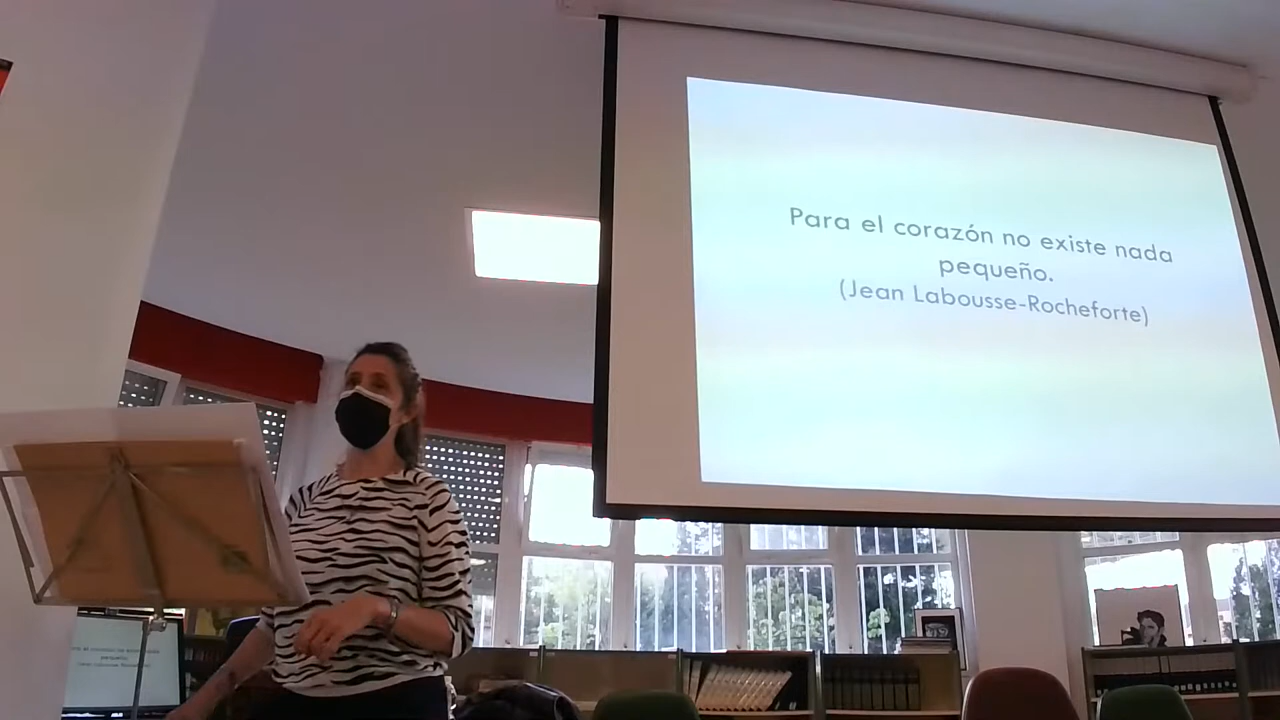 Para el corazón no existe nada
pequeño.
(Jean Labousse-Rocheforte)